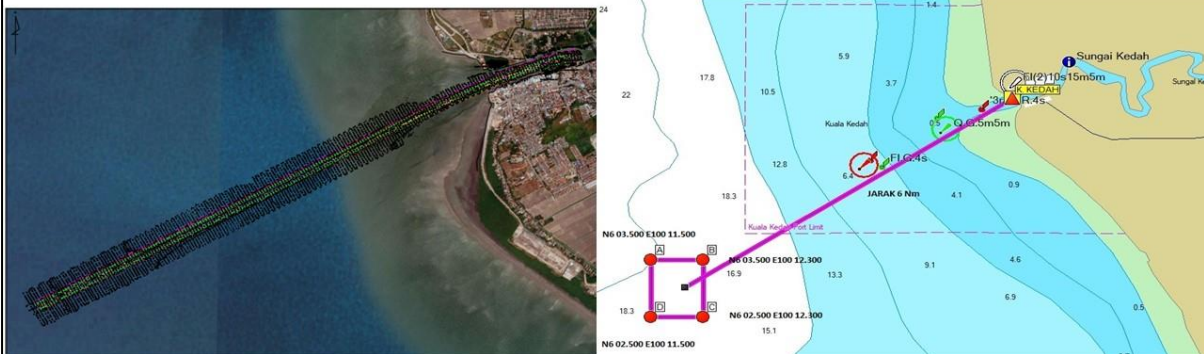 24
1.4
Sungai Kedah
17.8
5.9
Fl(2)10s15m5m
22
10.5
3.7
K. KEDAH
R.4s
0.5
Q.G.5m5m
Kuala Kedah
12.8
Fl.G.4s
6.4
18.3
JARAK 6 Nm
4.1
0.9
Kuala Kedah Port Limit
N6 03.500 E100 11.500
A
B
N6 03.500 E100 12.300
16.9
13.3
9.1
4.6
18.3
D
C
N6 02.500 E100 12.300
6.9
0.5
15.1
N6 02.500 E100 11.500